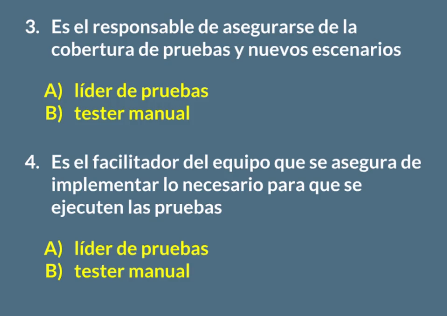 3. Es el responsable de asegurarse de la
cobertura de pruebas y nuevos escenarios
A) líder de pruebas
B) tester manual
4. Es el facilitador del equipo que se asegura de
implementar lo necesario para que se
ejecuten las pruebas
A) líder de pruebas
B) tester manual